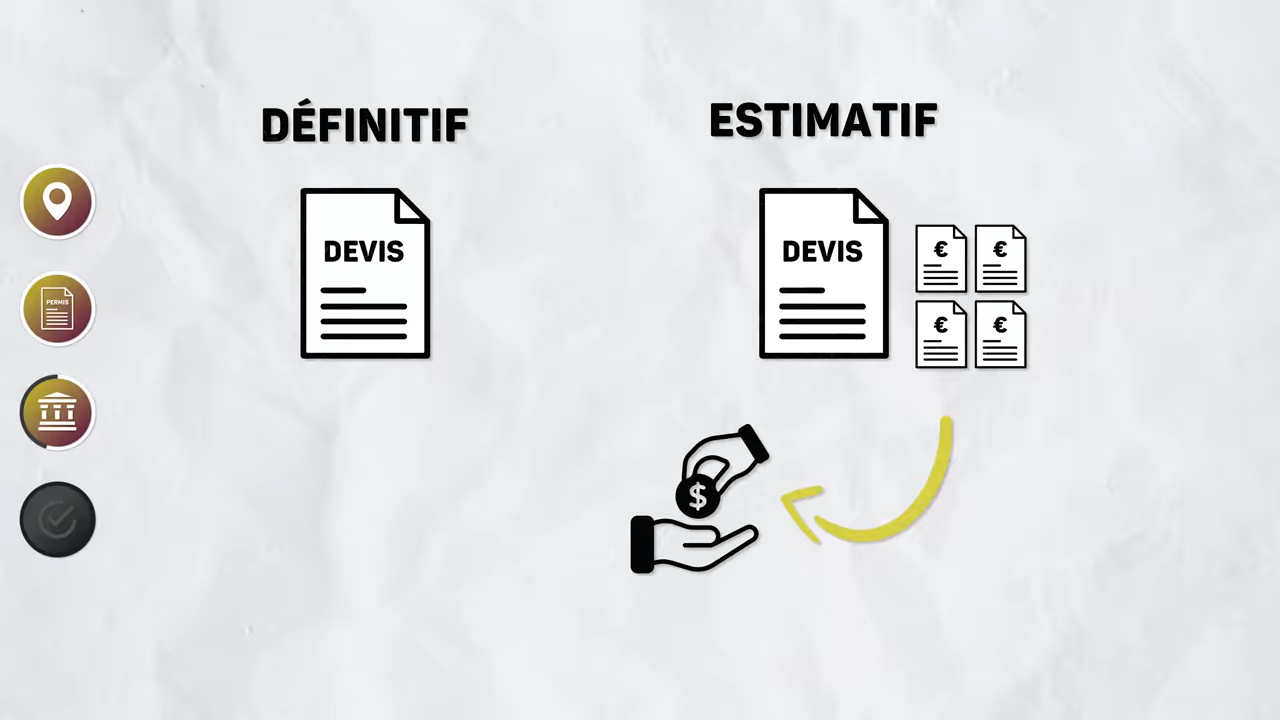 DÉFINITIF
ESTIMATIF
DEVIS
DEVIS
€
€
€
€
PERMIS
$